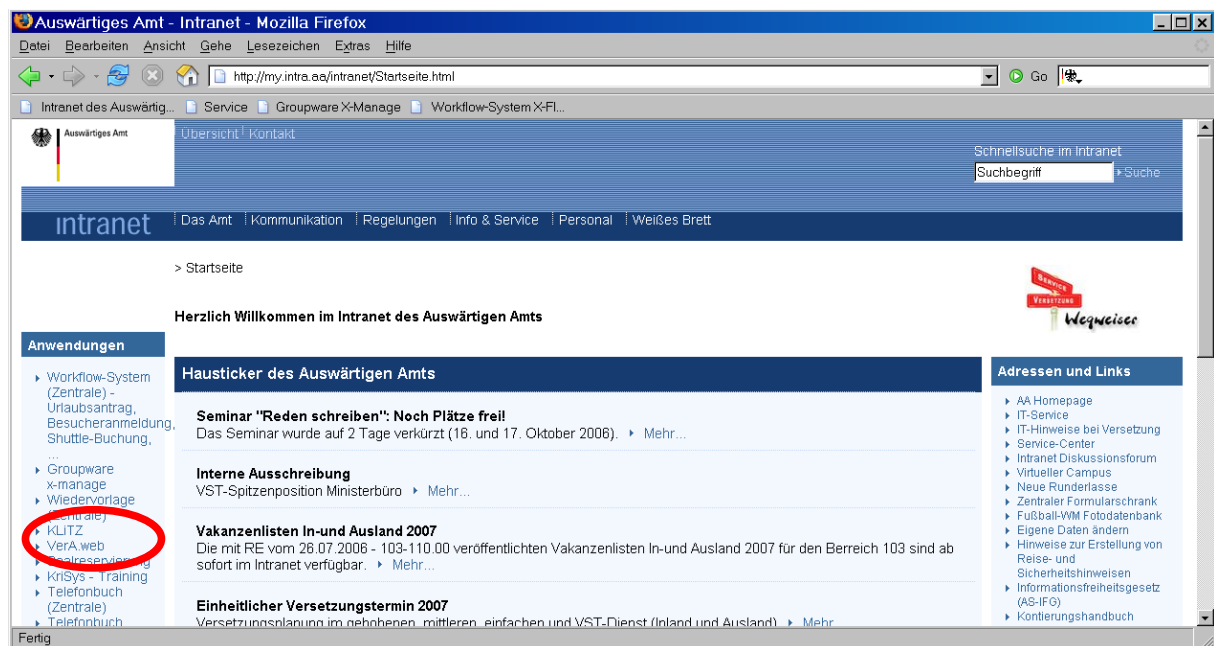 Auswärtiges Amt - Intranet - Mozilla Firefox
Datei Bearbeiten Ansicht Gehe Lesezeichen Extras Hilfe
http://my.intra.aa/intranet/Startseite.html
Go
Intranet des Auswärtig... Service Groupware X-Manage Workflow-System X-Fl...
Auswärtiges Amt
Übersicht Kontakt
Schnellsuche im Intranet
Suchbegriff Suche
intranet
Das Amt Kommunikation Regelungen Info & Service Personal Weißes Brett
> Startseite
Service
Versetzung
Wegweiser
Herzlich Willkommen im Intranet des Auswärtigen Amts
Anwendungen
Workflow-System
(Zentrale) -
Urlaubsantrag,
Besucheranmeldung,
Shuttle-Buchung,
...
Groupware
x-manage
Wiedervorlage
(Zentrale)
KLiTZ
VerA.web
Saalreservierung
KriSys - Training
Telefonbuch
(Zentrale)
Telefonbuch
Hausticker des Auswärtigen Amts
Seminar "Reden schreiben": Noch Plätze frei!
Das Seminar wurde auf 2 Tage verkürzt (16. und 17. Oktober 2006). Mehr...
Interne Ausschreibung
VST-Spitzenposition Ministerbüro Mehr...
Vakanzenlisten In-und Ausland 2007
Die mit RE vom 26.07.2006 - 103-110.00 veröffentlichten Vakanzenlisten In-und Ausland 2007 für den Berreich 103 sind ab
sofort im Intranet verfügbar. Mehr...
Einheitlicher Versetzungstermin 2007
Versetzungsplanung im gehobenen, mittleren, einfachen und VST-Dienst (Inland und Ausland). Mehr
Adressen und Links
AA Homepage
IT-Service
IT-Hinweise bei Versetzung
Service-Center
Intranet Diskussionsforum
Virtueller Campus
Neue Runderlasse
Zentraler Formularschrank
Fußball-WM Fotodatenbank
Eigene Daten ändern
Hinweise zur Erstellung von
Reise- und
Sicherheitshinweisen
Informationsfreiheitsgesetz
(AS-IFG)
Kontierungshandbuch
Fertig